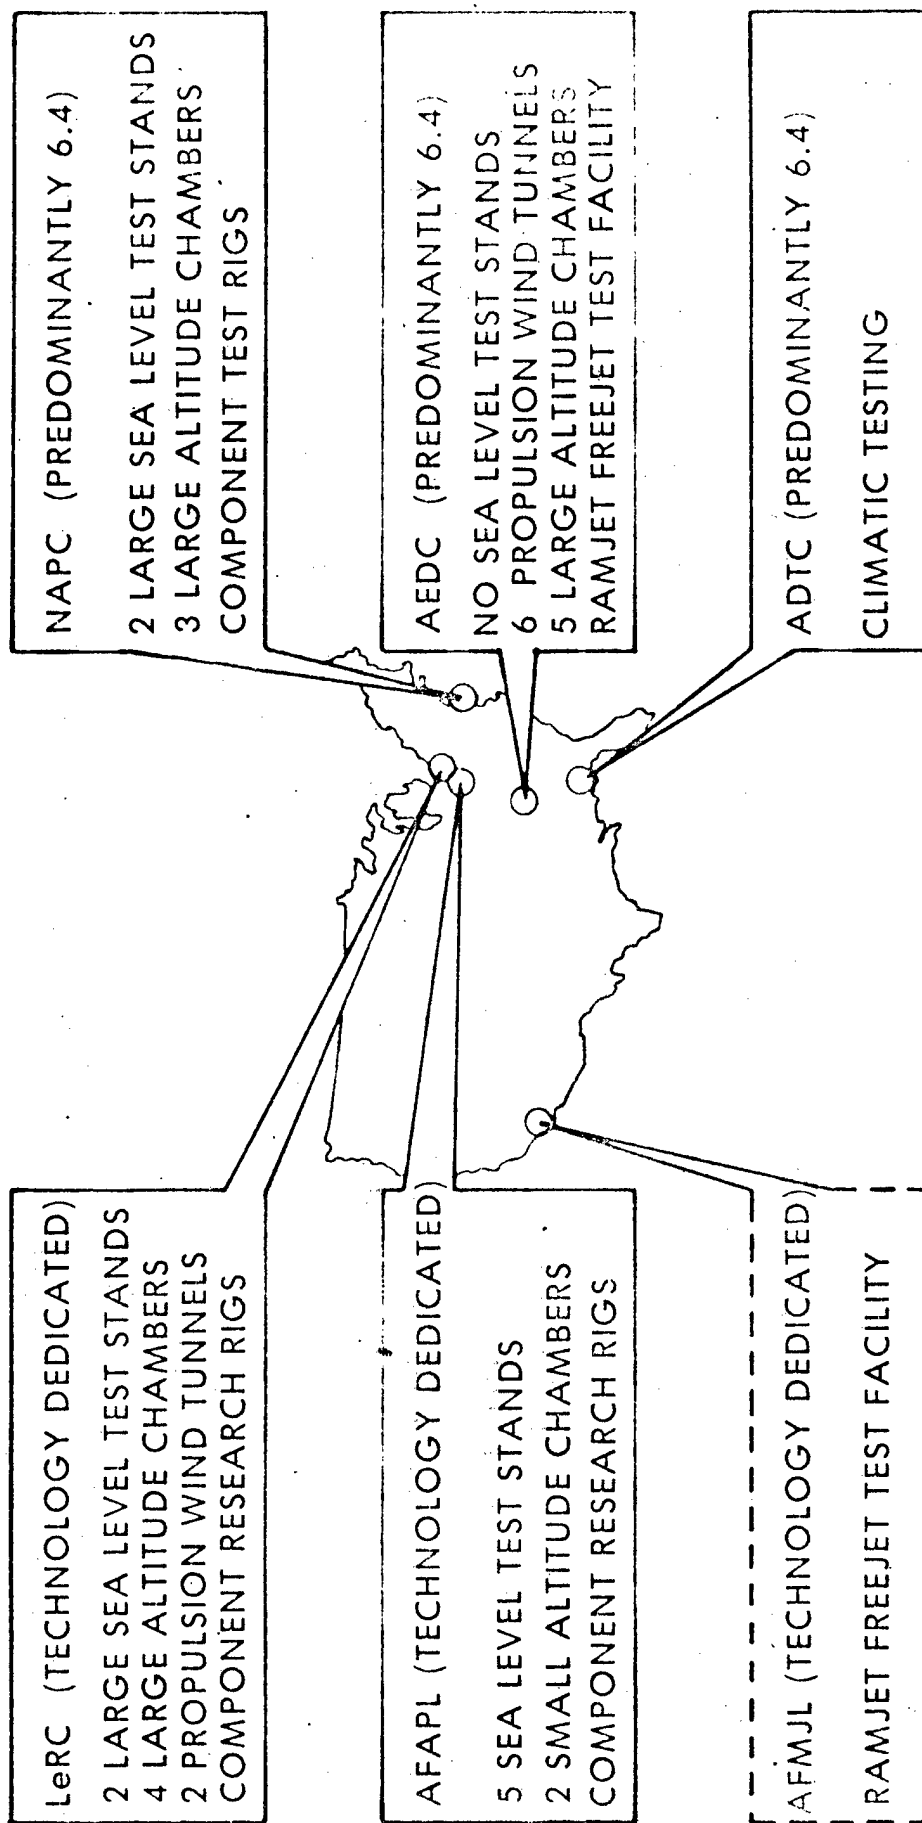 LeRC (TECHNOLOGY DEDICATED)
2 LARGE SEA LEVEL TEST STANDS
4 LARGE ALTITUDE CHAMBERS
2 PROPULSION WIND TUNNELS
COMPONENT RESEARCH RIGS
AFAPL (TECHNOLOGY DEDICATED)
5 SEA LEVEL TEST STANDS
2 SMALL ALTITUDE CHAMBERS
COMPONENT RESEARCH RIGS
AFMJL (TECHNOLOGY DEDICATED)
RAMJET FREEJET TEST FACILITY
NAPC (PREDOMINANTLY 6.4)
2 LARGE SEA LEVEL TEST STANDS
3 LARGE ALTITUDE CHAMBERS
COMPONENT TEST RIGS
AEDC (PREDOMINANTLY 6.4)
NO SEA LEVEL TEST STANDS
6 PROPULSION WIND TUNNELS
5 LARGE ALTITUDE CHAMBERS
RAMJET FREEJET TEST FACILITY
ADTC (PREDOMINANTLY 6.4)
CLIMATIC TESTING